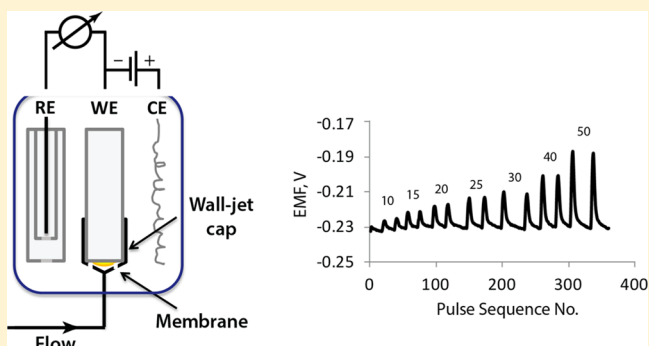 − +
RE WE CE
Wall-jet
cap
Membrane
Flow
-0.17
-0.19
-0.21
-0.23
-0.25
EMF, V
10 15 20 25 30 40 50
0 100 200 300 400
Pulse Sequence No.